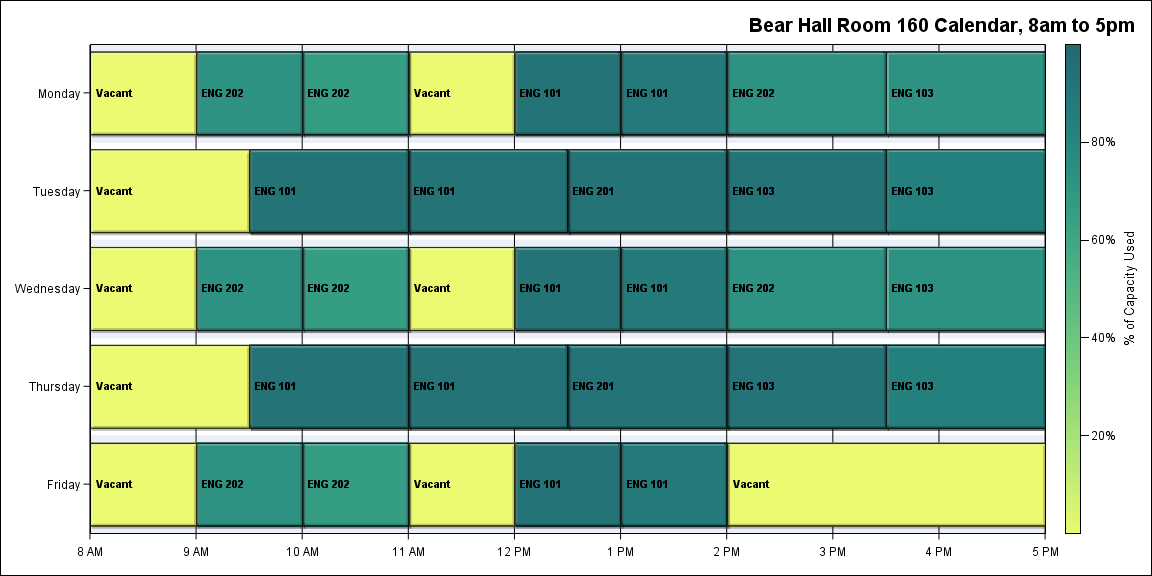 Bear Hall Room 160 Calendar, 8am to 5pm
Monday
Vacant
ENG 202
ENG 202
Vacant
ENG 101
ENG 101
ENG 202
ENG 103
Tuesday
Vacant
ENG 101
ENG 101
ENG 201
ENG 103
ENG 103
Wednesday
Vacant
ENG 202
ENG 202
Vacant
ENG 101
ENG 101
ENG 202
ENG 103
Thursday
Vacant
ENG 101
ENG 101
ENG 201
ENG 103
ENG 103
Friday
Vacant
ENG 202
ENG 202
Vacant
ENG 101
ENG 101
Vacant
8 AM
9 AM
10 AM
11 AM
12 PM
1 PM
2 PM
3 PM
4 PM
5 PM
80%
60%
40%
20%
% of Capacity Used